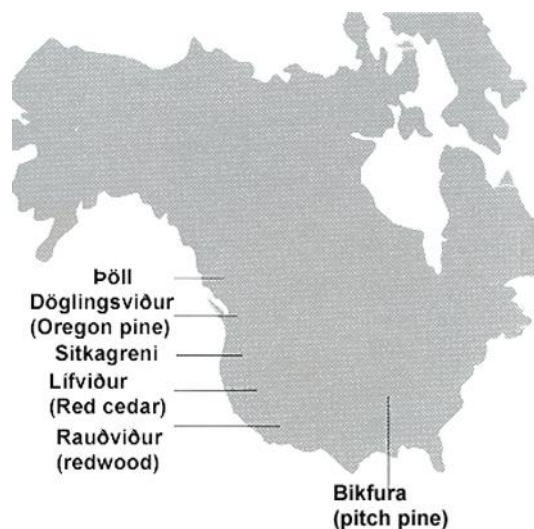 Þöll
Döglingsviður
(Oregon pine)
Sitkagreni
Lífviður
(Red cedar)
Rauðviður
(redwood)
Bikfura
(pitch pine)